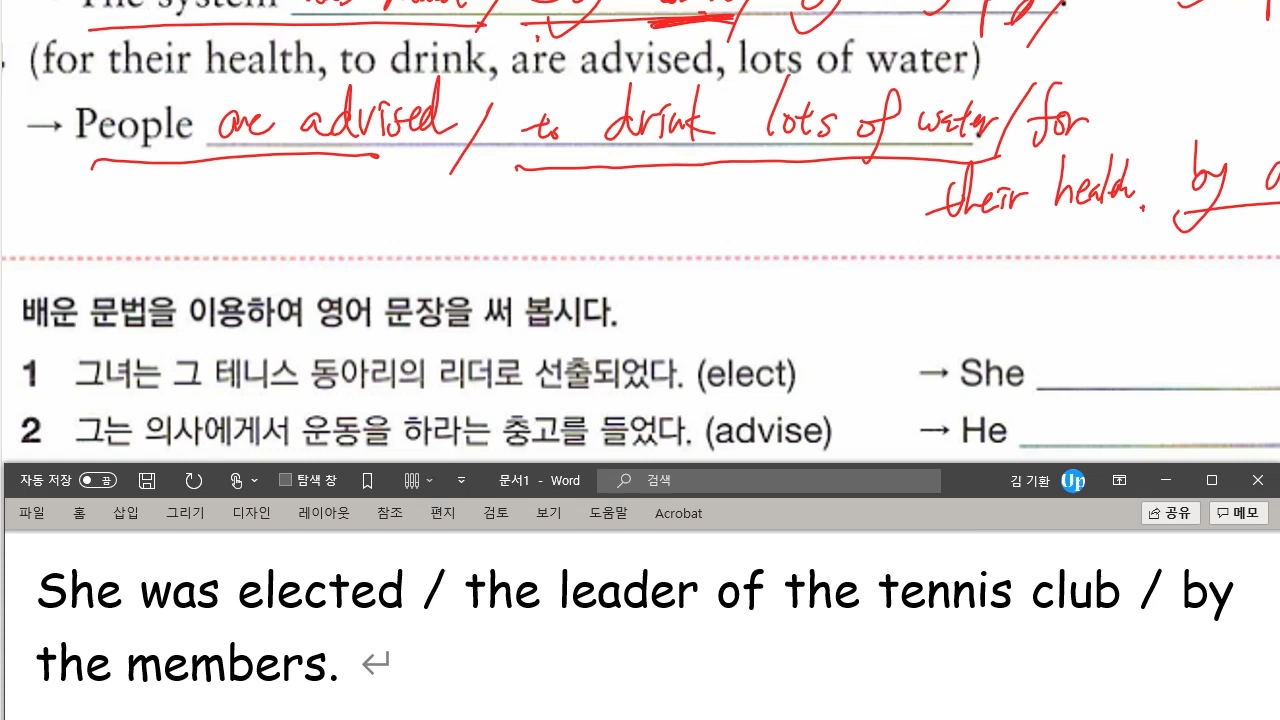 The system
(for their health, to drink, are advised, lots of water)
→ People are advised / to drink lots of water / for
their health. by
배운 문법을 이용하여 영어 문장을 써 봅시다.
1 그녀는 그 테니스 동아리의 리더로 선출되었다. (elect) → She
2 그는 의사에게서 운동을 하라는 충고를 들었다. (advise) → He
자동 저장 끔 탐색 창 문서1 - Word 검색 김 기환 Up
파일 홈 삽입 그리기 디자인 레이아웃 참조 편지 검토 보기 도움말 Acrobat 공유 메모
She was elected / the leader of the tennis club / by
the members.